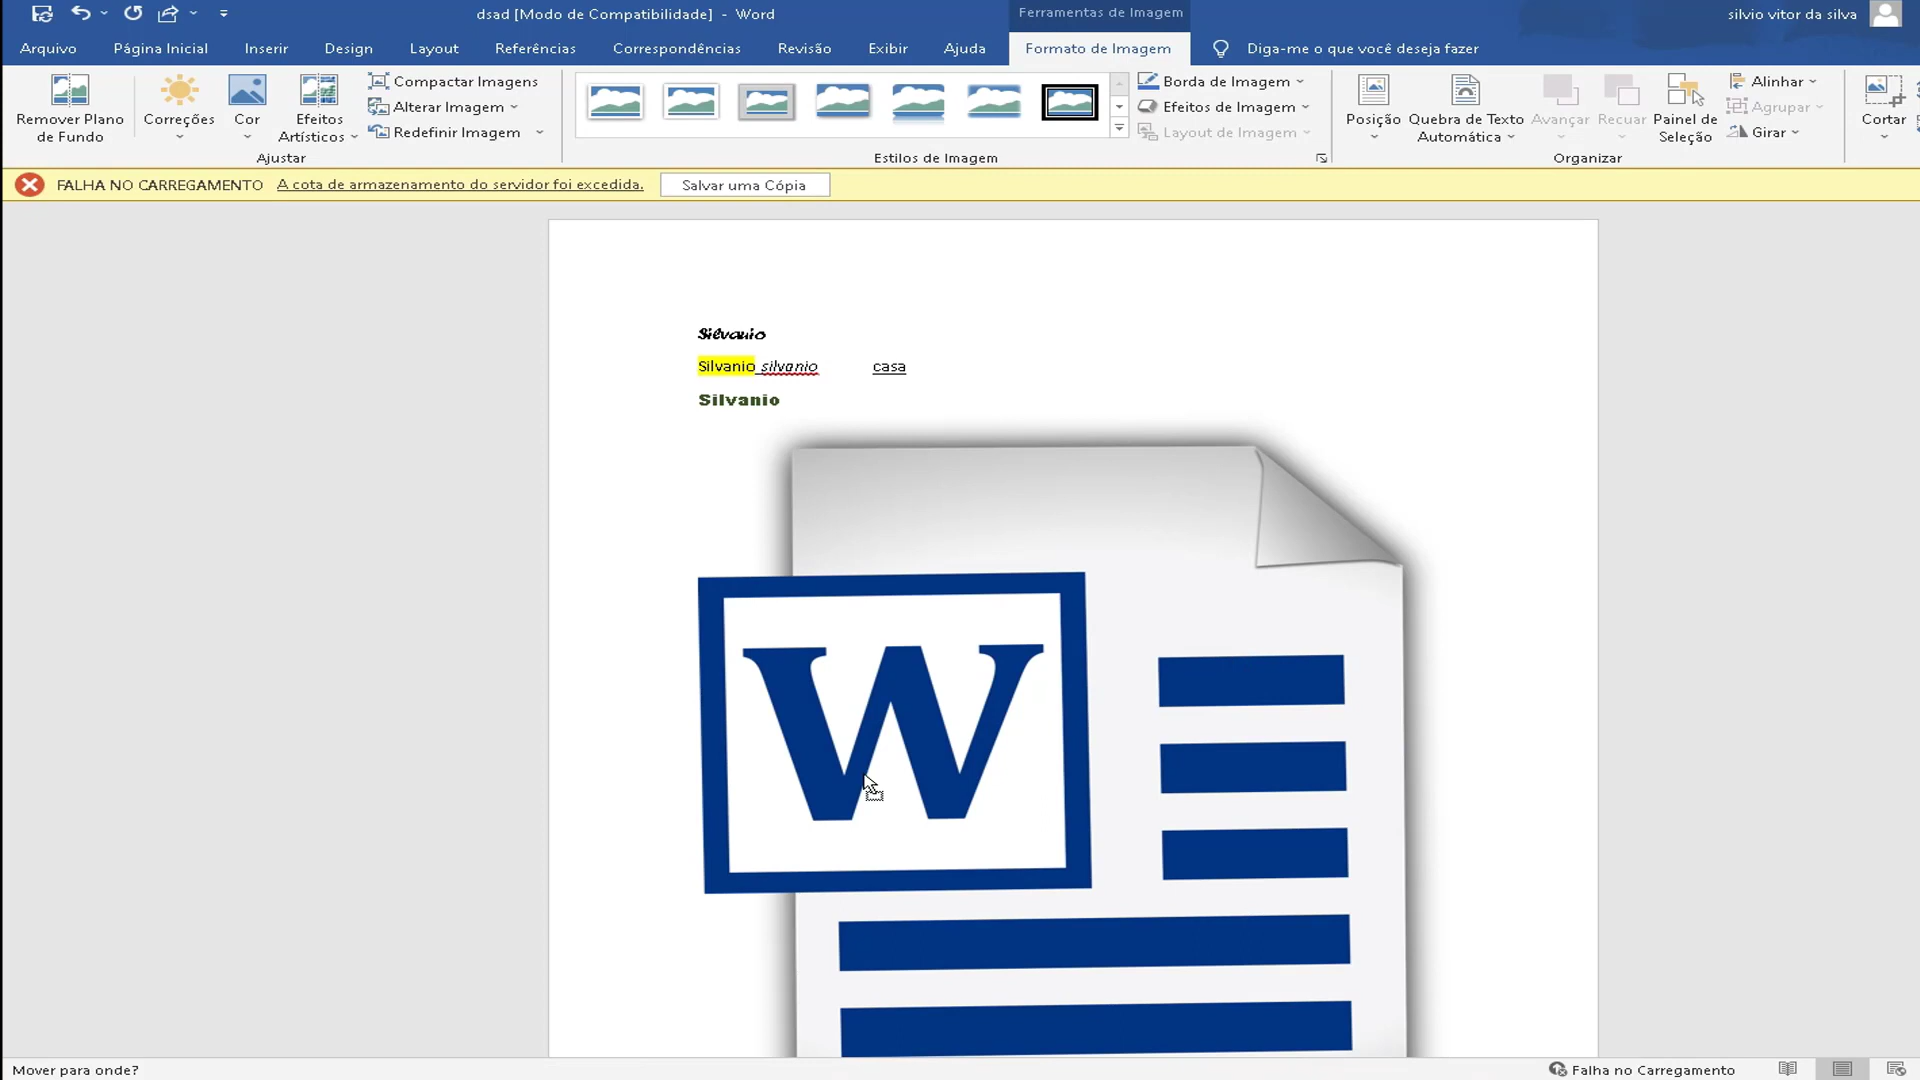 dsad [Modo de Compatibilidade] - Word
Ferramentas de Imagem
silvio vitor da silva
Arquivo Página Inicial Inserir Design Layout Referências Correspondências Revisão Exibir Ajuda Formato de Imagem Diga-me o que você deseja fazer
Remover Plano de Fundo
Correções
Cor
Efeitos Artísticos
Compactar Imagens
Alterar Imagem
Redefinir Imagem
Ajustar
Estilos de Imagem
Borda de Imagem
Efeitos de Imagem
Layout de Imagem
Posição
Quebra de Texto Automática
Avançar
Recuar
Painel de Seleção
Alinhar
Agrupar
Girar
Organizar
Cortar
FALHA NO CARREGAMENTO A cota de armazenamento do servidor foi excedida. Salvar uma Cópia
Silvanio
Silvanio silvanio casa
Silvanio
W
Mover para onde?
Falha no Carregamento